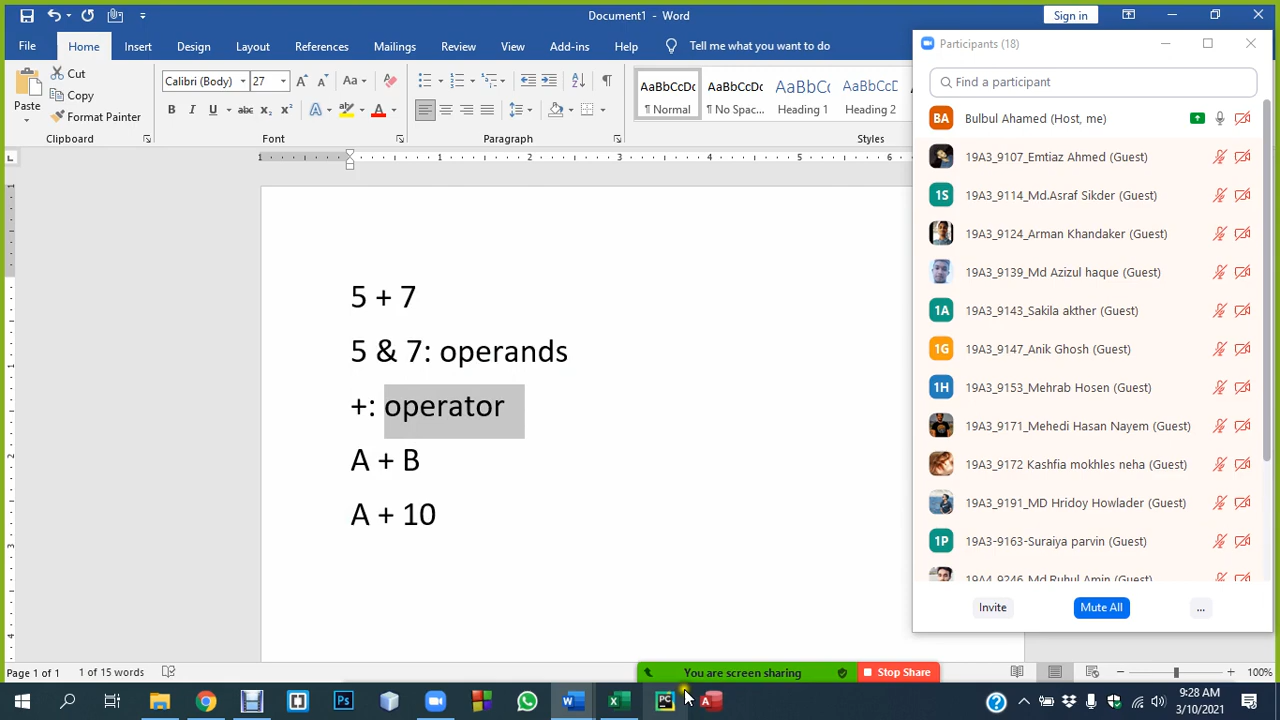 Document1 - Word
Sign in
File Home Insert Design Layout References Mailings Review View Add-ins Help Tell me what you want to do
Paste
Cut
Copy
Format Painter
Clipboard
Calibri (Body) 27
Font
¶ Normal
¶ No Spac...
Heading 1
Heading 2
Styles
5 + 7
5 & 7: operands
+: operator
A + B
A + 10
Participants (18)
Find a participant
BA Bulbul Ahamed (Host, me)
19A3_9107_Emtiaz Ahmed (Guest)
1S 19A3_9114_Md.Asraf Sikder (Guest)
19A3_9124_Arman Khandaker (Guest)
19A3_9139_Md Azizul haque (Guest)
1A 19A3_9143_Sakila akther (Guest)
1G 19A3_9147_Anik Ghosh (Guest)
1H 19A3_9153_Mehrab Hosen (Guest)
19A3_9171_Mehedi Hasan Nayem (Guest)
19A3_9172 Kashfia mokhles neha (Guest)
19A3_9191_MD Hridoy Howlader (Guest)
1P 19A3-9163-Suraiya parvin (Guest)
19A4_9246_Md.Ruhul Amin (Guest)
Invite
Mute All
...
Page 1 of 1 1 of 15 words
You are screen sharing
Stop Share
100%
9:28 AM
3/10/2021